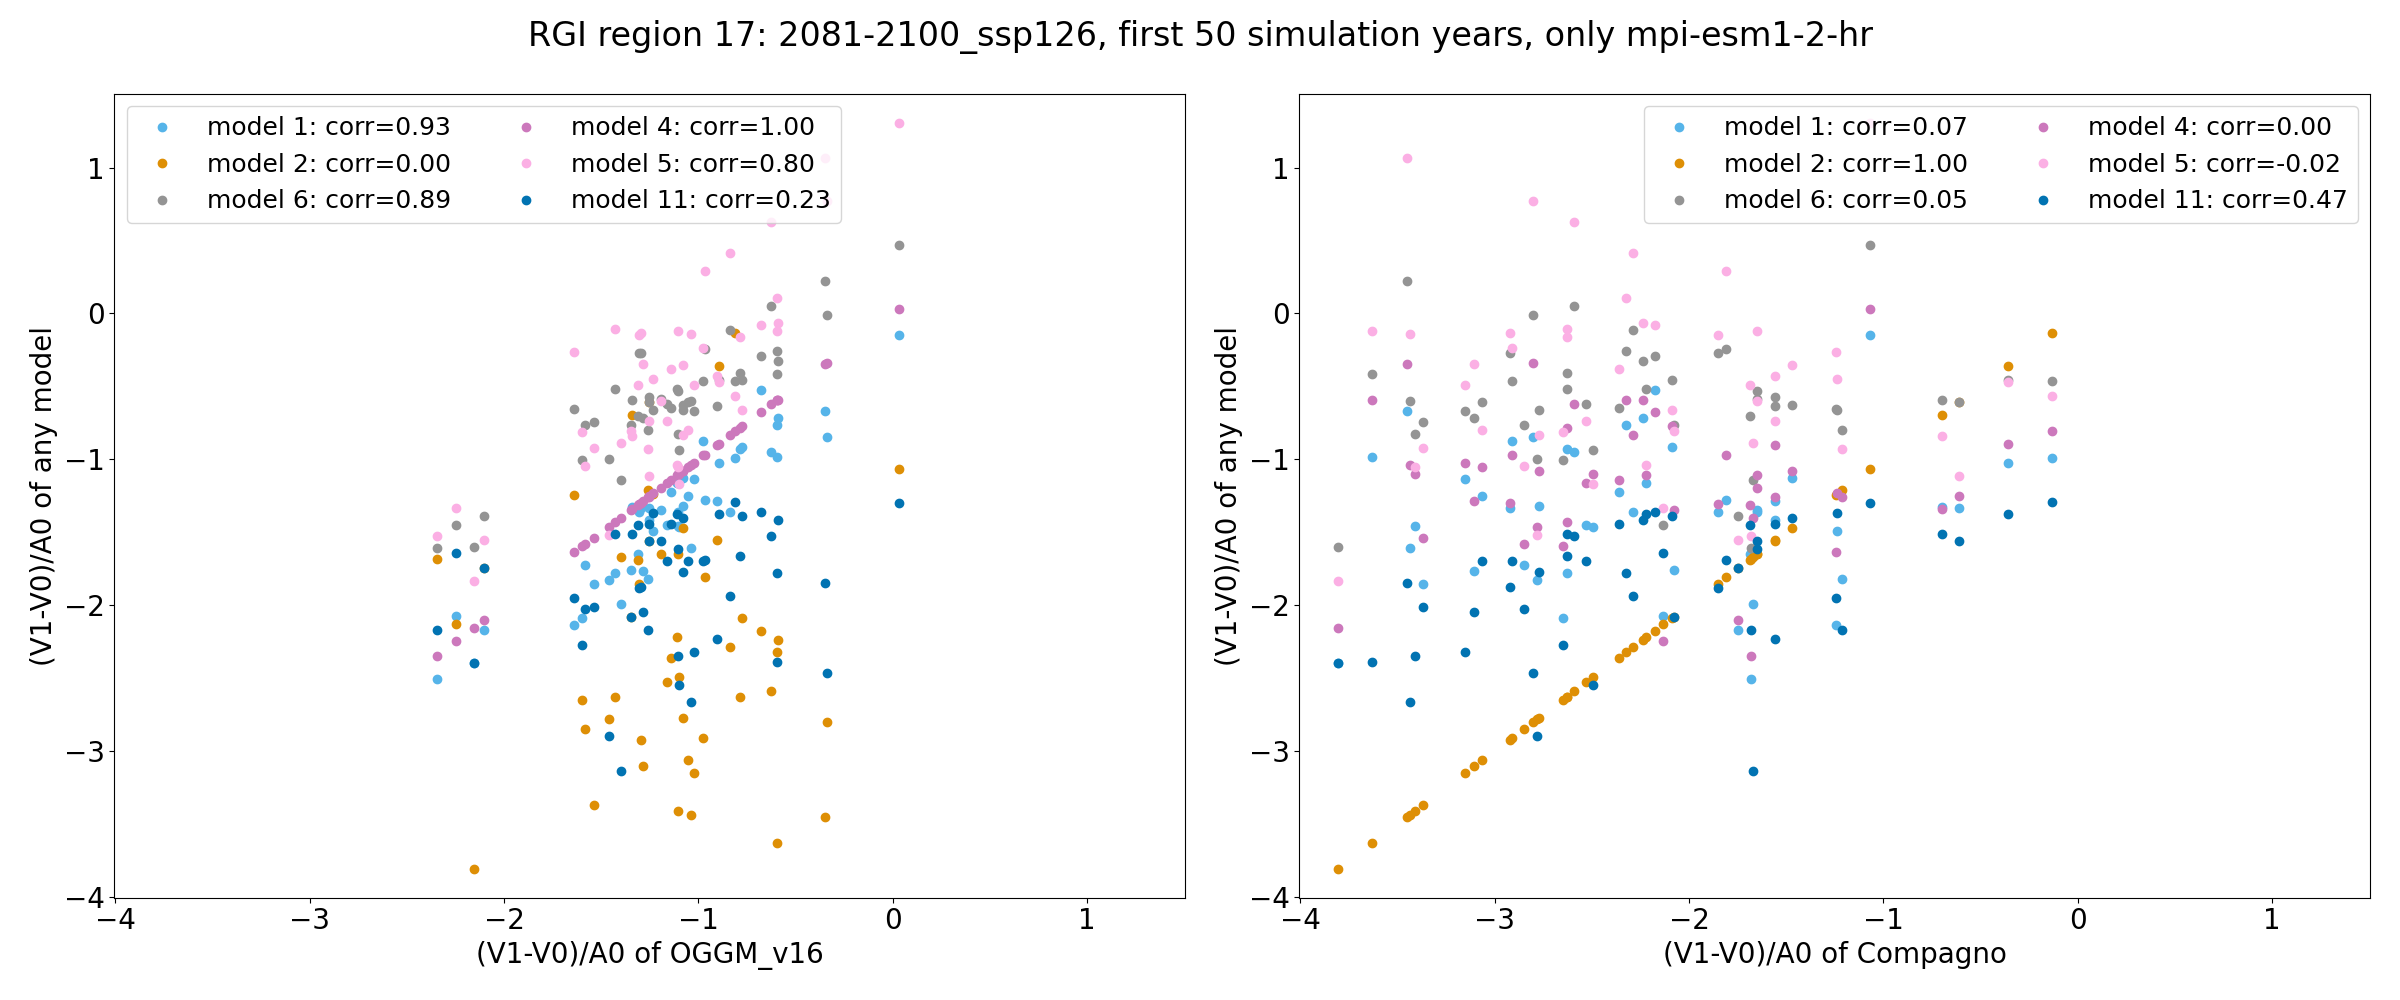 RGI region 17: 2081-2100_ssp126, first 50 simulation years, only mpi-esm1-2-hr
model 1: corr=0.93
model 2: corr=0.00
model 6: corr=0.89
model 4: corr=1.00
model 5: corr=0.80
model 11: corr=0.23
1
0
−1
−2
−3
−4
(V1-V0)/A0 of any model
−4
−3
−2
−1
0
1
(V1-V0)/A0 of OGGM_v16
model 1: corr=0.07
model 2: corr=1.00
model 6: corr=0.05
model 4: corr=0.00
model 5: corr=-0.02
model 11: corr=0.47
1
0
−1
−2
−3
−4
(V1-V0)/A0 of any model
−4
−3
−2
−1
0
1
(V1-V0)/A0 of Compagno